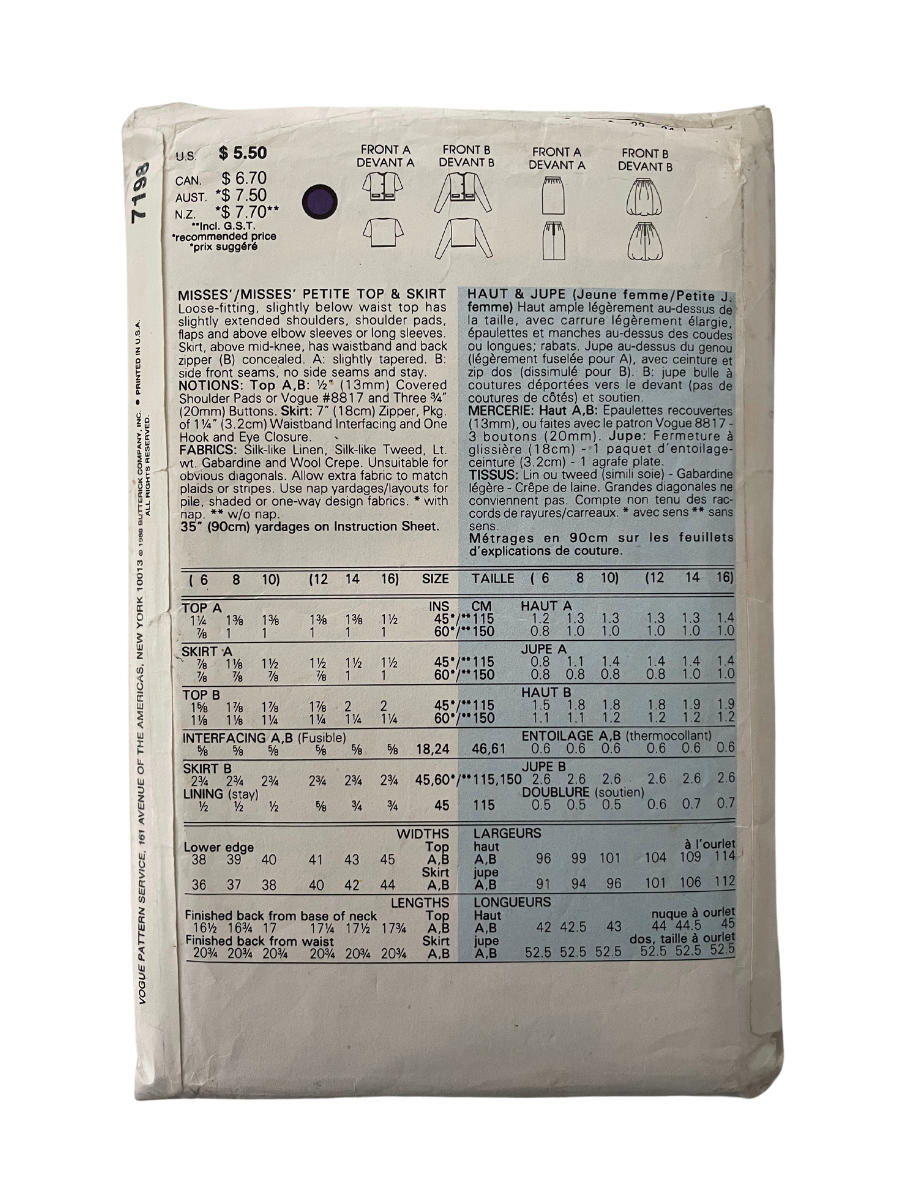 7198
VOGUE PATTERN SERVICE, 161 AVENUE OF THE AMERICAS, NEW YORK 10013 © 1988 BUTTERICK COMPANY, INC. • PRINTED IN U.S.A.
ALL RIGHTS RESERVED.
U.S. $ 5.50
CAN. $ 6.70
AUST. *$ 7.50
N.Z. *$ 7.70**
**Incl. G.S.T.
*recommended price
*prix suggéré
FRONT A FRONT B FRONT A FRONT B
DEVANT A DEVANT B DEVANT A DEVANT B
MISSES'/MISSES' PETITE TOP & SKIRT
Loose-fitting, slightly below waist top has
slightly extended shoulders, shoulder pads,
flaps and above elbow sleeves or long sleeves.
Skirt, above mid-knee, has waistband and back
zipper (B) concealed. A: slightly tapered. B:
side front seams, no side seams and stay.
NOTIONS: Top A,B: ½" (13mm) Covered
Shoulder Pads or Vogue #8817 and Three ¾"
(20mm) Buttons. Skirt: 7" (18cm) Zipper, Pkg.
of 1¼" (3.2cm) Waistband Interfacing and One
Hook and Eye Closure.
FABRICS: Silk-like Linen, Silk-like Tweed, Lt.
wt. Gabardine and Wool Crepe. Unsuitable for
obvious diagonals. Allow extra fabric to match
plaids or stripes. Use nap yardages/layouts for
pile, shaded or one-way design fabrics. * with
nap. ** w/o nap.
35" (90cm) yardages on Instruction Sheet.
HAUT & JUPE (Jeune femme/Petite J.
femme) Haut ample légèrement au-dessus de
la taille, avec carrure légèrement élargie,
épaulettes et manches au-dessus des coudes
ou longues; rabats. Jupe au-dessus du genou
(légèrement fuselée pour A), avec ceinture et
zip dos (dissimulé pour B). B: jupe bulle à
coutures déportées vers le devant (pas de
coutures de côtés) et soutien.
MERCERIE: Haut A,B: Epaulettes recouvertes
(13mm), ou faites avec le patron Vogue 8817 -
3 boutons (20mm). Jupe: Fermeture à
glissière (18cm) - 1 paquet d'entoilage-
ceinture (3.2cm) - 1 agrafe plate.
TISSUS: Lin ou tweed (simili soie) - Gabardine
légère - Crêpe de laine. Grandes diagonales ne
conviennent pas. Compte non tenu des rac-
cords de rayures/carreaux. * avec sens ** sans
sens.
Métrages en 90cm sur les feuillets
d'explications de couture.
( 6 8 10) (12 14 16) SIZE TAILLE ( 6 8 10) (12 14 16)
TOP A INS CM HAUT A
1¼ 1⅜ 1⅜ 1⅜ 1⅜ 1½ 45*/**115 1.2 1.3 1.3 1.3 1.3 1.4
⅞ 1 1 1 1 1 60*/**150 0.8 1.0 1.0 1.0 1.0 1.0
SKIRT A JUPE A
⅞ 1⅛ 1½ 1½ 1½ 1½ 45*/**115 0.8 1.1 1.4 1.4 1.4 1.4
⅞ ⅞ ⅞ ⅞ 1 1 60*/**150 0.8 0.8 0.8 0.8 1.0 1.0
TOP B HAUT B
1⅝ 1⅞ 1⅞ 1⅞ 2 2 45*/**115 1.5 1.8 1.8 1.8 1.9 1.9
1⅛ 1⅛ 1¼ 1¼ 1¼ 1¼ 60*/**150 1.1 1.1 1.2 1.2 1.2 1.2
INTERFACING A,B (Fusible) ENTOILAGE A,B (thermocollant)
⅝ ⅝ ⅝ ⅝ ⅝ ⅝ 18,24 46,61 0.6 0.6 0.6 0.6 0.6 0.6
SKIRT B JUPE B
2¾ 2¾ 2¾ 2¾ 2¾ 2¾ 45,60*/**115,150 2.6 2.6 2.6 2.6 2.6 2.6
LINING (stay) DOUBLURE (soutien)
½ ½ ½ ⅝ ¾ ¾ 45 115 0.5 0.5 0.5 0.6 0.7 0.7
WIDTHS LARGEURS
Lower edge Top haut à l'ourlet
38 39 40 41 43 45 A,B A,B 96 99 101 104 109 114
Skirt jupe
36 37 38 40 42 44 A,B A,B 91 94 96 101 106 112
LENGTHS LONGUEURS
Finished back from base of neck Top Haut nuque à ourlet
16½ 16¾ 17 17¼ 17½ 17¾ A,B A,B 42 42.5 43 44 44.5 45
Finished back from waist Skirt jupe dos, taille à ourlet
20¾ 20¾ 20¾ 20¾ 20¾ 20¾ A,B A,B 52.5 52.5 52.5 52.5 52.5 52.5